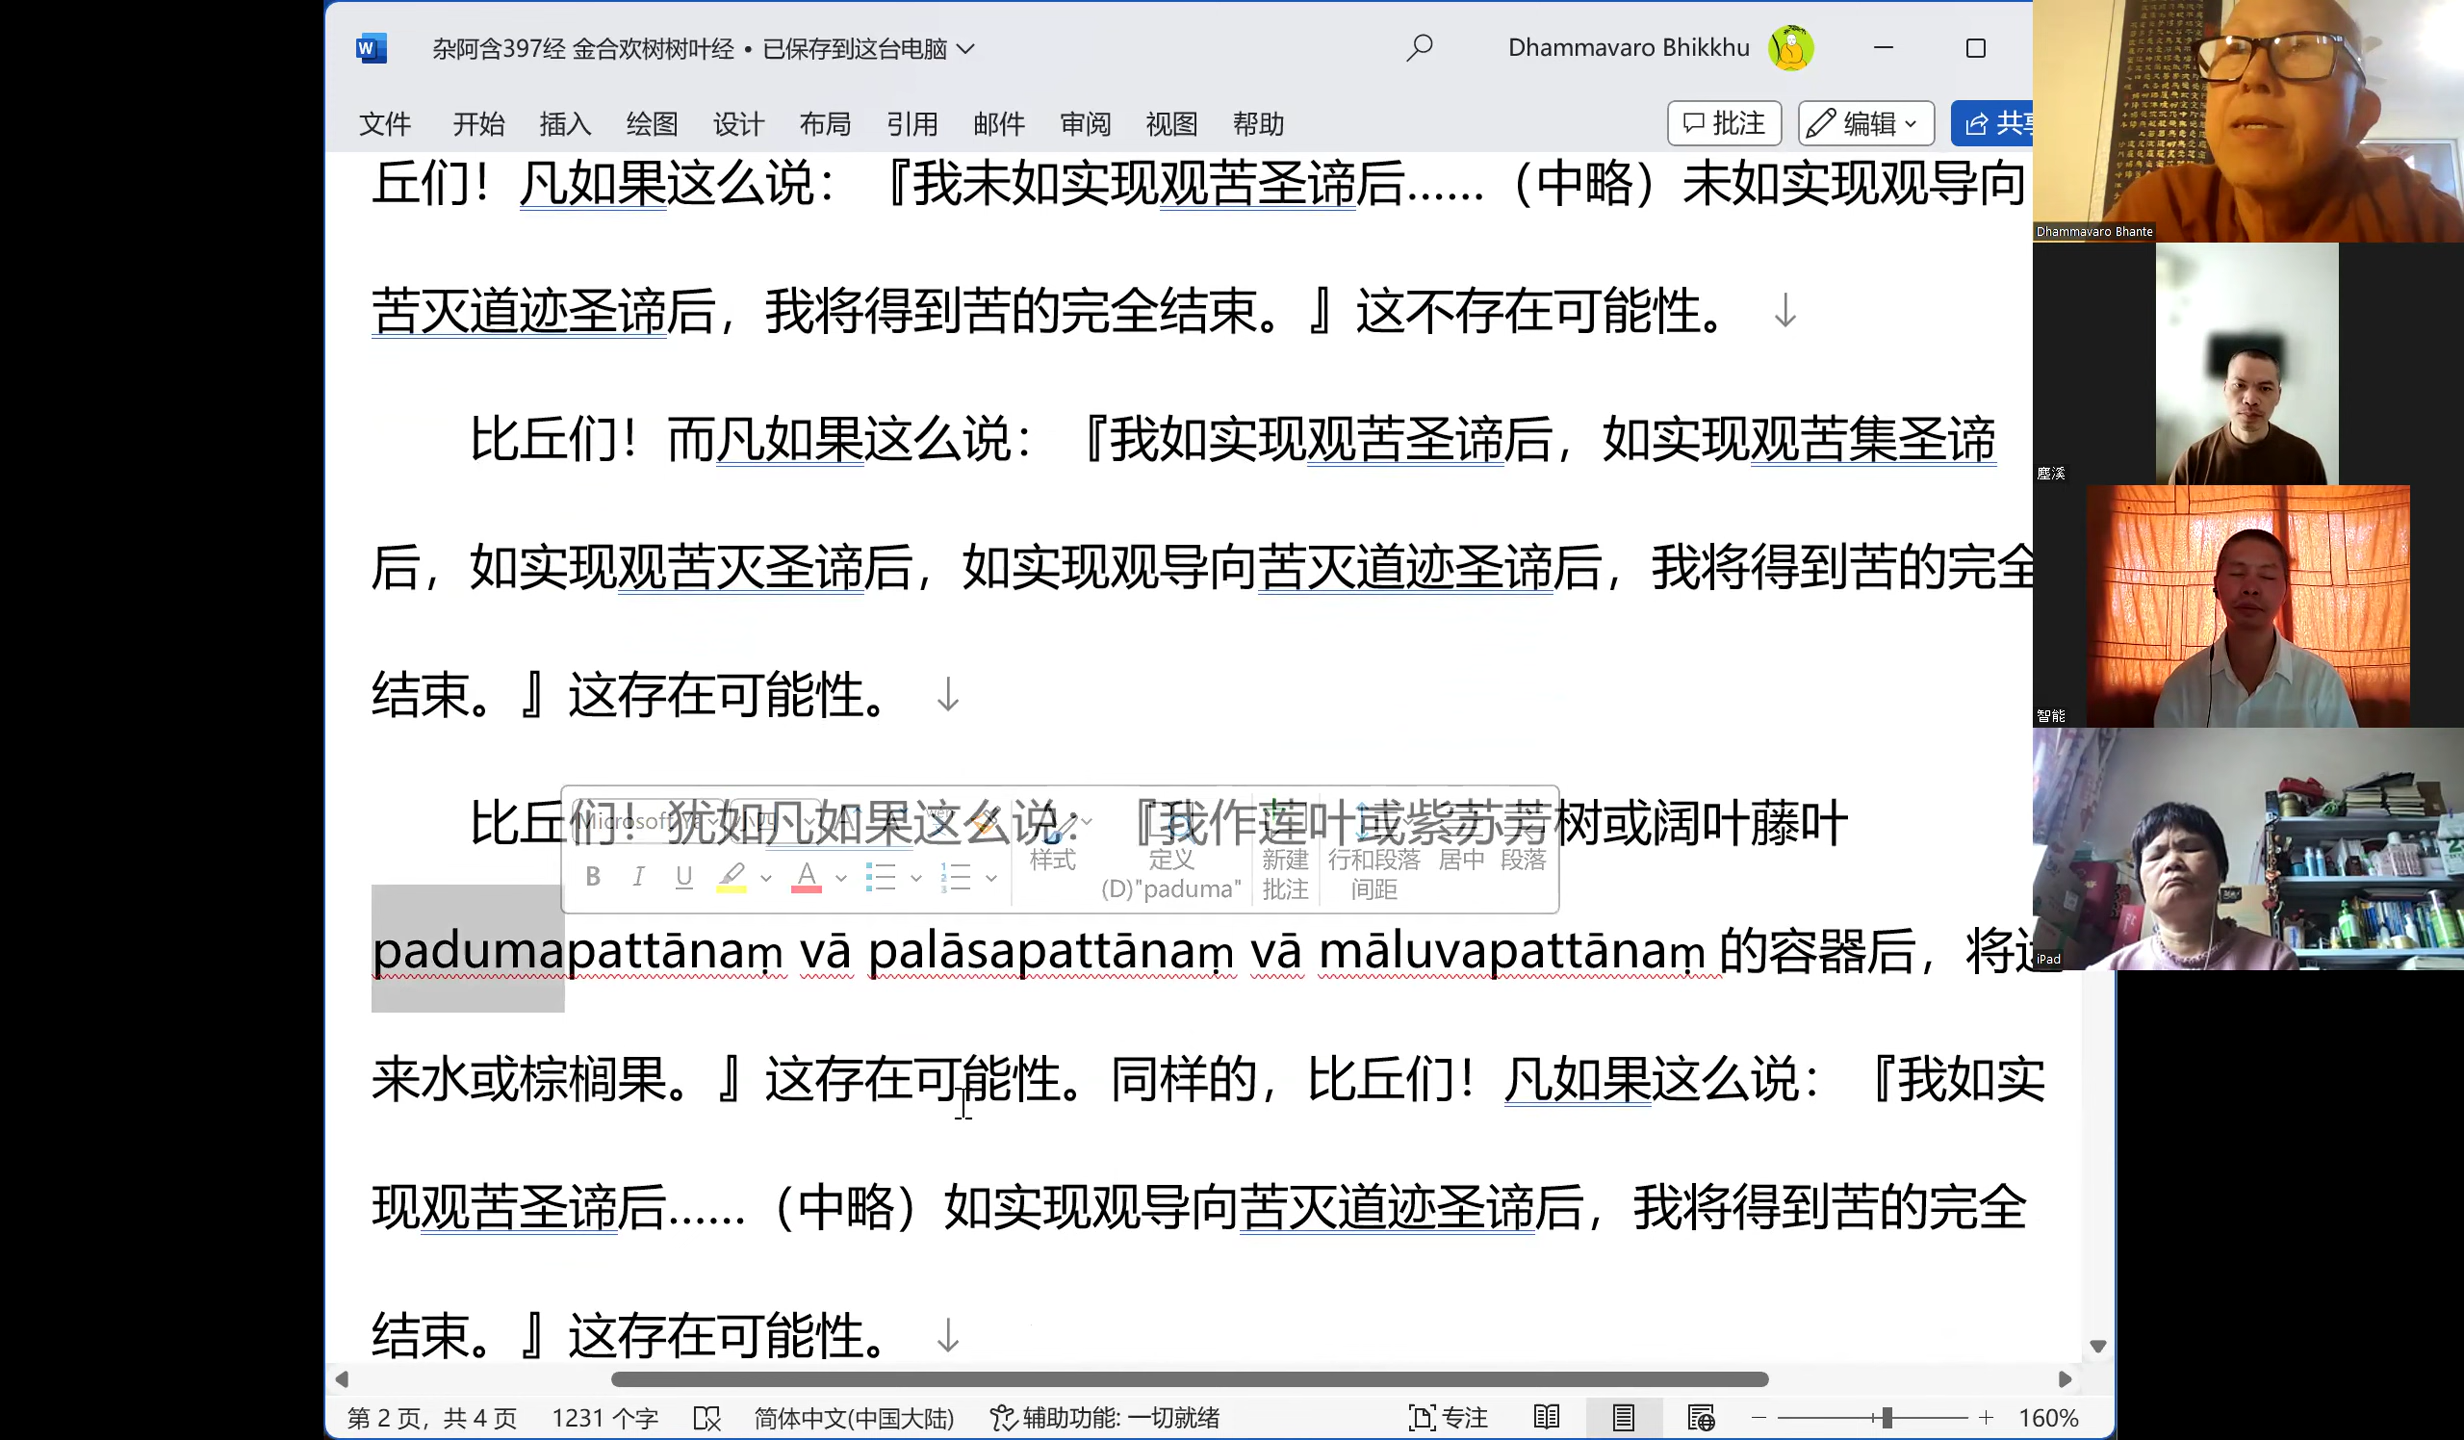 杂阿含397经 金合欢树树叶经 • 已保存到这台电脑
Dhammavaro Bhikkhu
文件 开始 插入 绘图 设计 布局 引用 邮件 审阅 视图 帮助
批注 编辑
丘们！凡如果这么说：『我未如实现观苦圣谛后……（中略）未如实现观导向
苦灭道迹圣谛后，我将得到苦的完全结束。』这不存在可能性。 ↓
比丘们！而凡如果这么说：『我如实现观苦圣谛后，如实现观苦集圣谛
后，如实现观苦灭圣谛后，如实现观导向苦灭道迹圣谛后，我将得到苦的完全
结束。』这存在可能性。 ↓
比丘们！犹如凡如果这么说：『我作莲叶或紫苏芳树或阔叶藤叶
B I U A 样式 定义 新建 行和段落 居中 段落
(D)"paduma" 批注 间距
padumapattānaṃ vā palāsapattānaṃ vā māluvapattānaṃ 的容器后，将
来水或棕榈果。』这存在可能性。同样的，比丘们！凡如果这么说：『我如实
现观苦圣谛后……（中略）如实现观导向苦灭道迹圣谛后，我将得到苦的完全
结束。』这存在可能性。 ↓
第 2 页，共 4 页 1231 个字 简体中文(中国大陆) 辅助功能: 一切就绪 专注 160%
Dhammavaro Bhante
智能
iPad